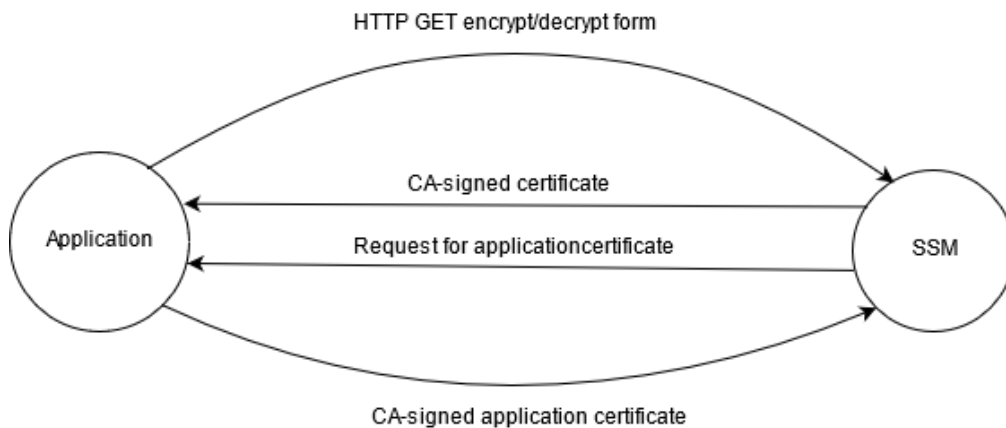 HTTP GET encrypt/decrypt form
CA-signed certificate
Application
Request for applicationcertificate
SSM
CA-signed application certificate